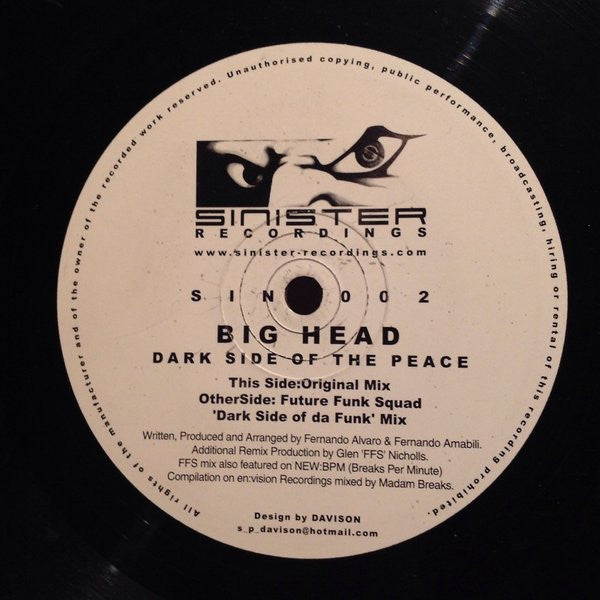 All rights of the manufacturer and of the owner of the recorded work reserved. Unauthorised copying, public performance, broadcasting, hiring or rental of this recording prohibited.
SINISTER
RECORDINGS
www.sinister-recordings.com
SIN 002
BIG HEAD
DARK SIDE OF THE PEACE
This Side:Original Mix
OtherSide: Future Funk Squad
'Dark Side of da Funk' Mix
Written, Produced and Arranged by Fernando Alvaro & Fernando Amabili.
Additional Remix Production by Glen 'FFS' Nicholls.
FFS mix also featured on NEW:BPM (Breaks Per Minute)
Compilation on en:vision Recordings mixed by Madam Breaks.
Design by DAVISON
s_p_davison@hotmail.com